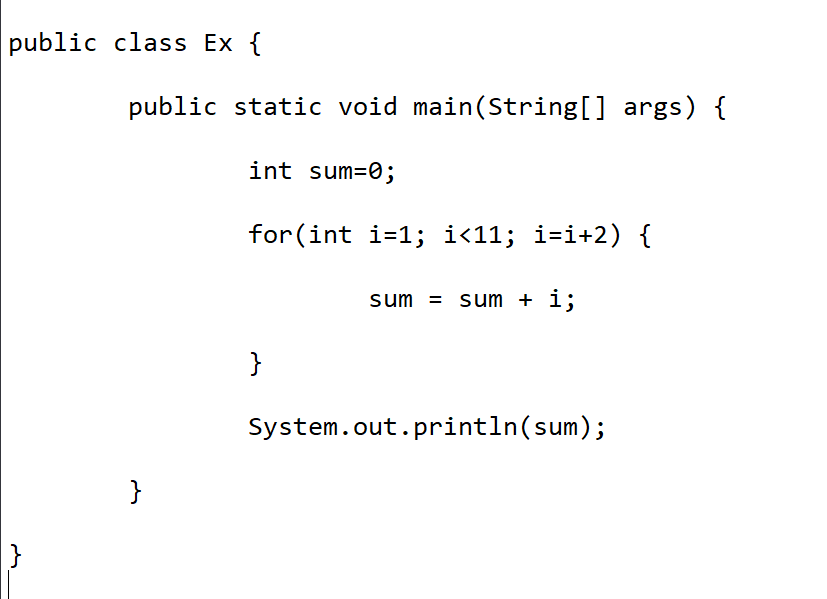 public class Ex {
public static void main(String[] args) {
int sum=0;
for(int i=1; i<11; i=i+2) {
sum = sum + i;
}
System.out.println(sum);
}
}